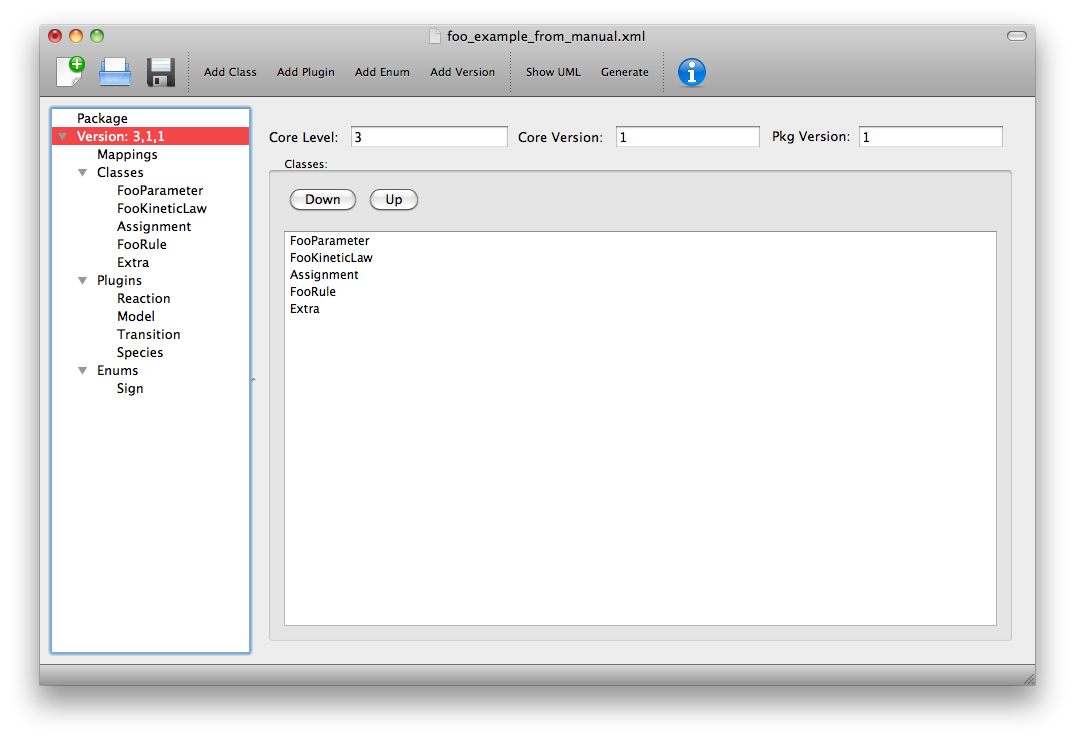 foo_example_from_manual.xml
Add Class Add Plugin Add Enum Add Version Show UML Generate
Package
Version: 3,1,1
Mappings
Classes
FooParameter
FooKineticLaw
Assignment
FooRule
Extra
Plugins
Reaction
Model
Transition
Species
Enums
Sign
Core Level: 3 Core Version: 1 Pkg Version: 1
Classes:
Down Up
FooParameter
FooKineticLaw
Assignment
FooRule
Extra